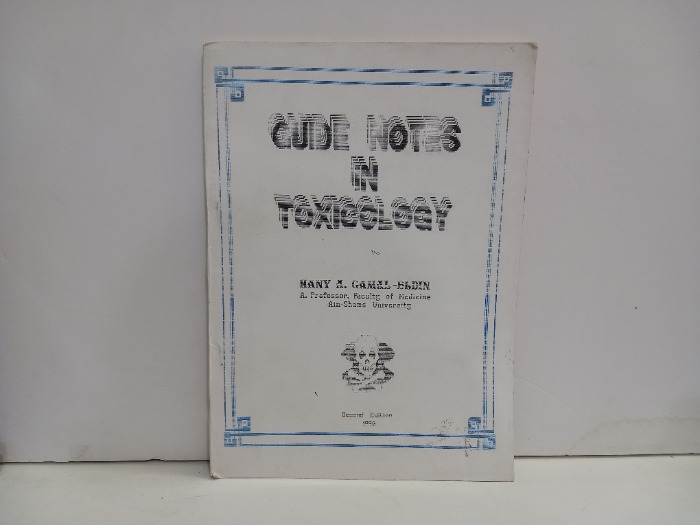 GUIDE NOTES
IN
TOXICOLOGY
HANY A. GAMAL-ELDIN
A. Professor, Faculty of Medicine
Ain-Shams University
Second Edition